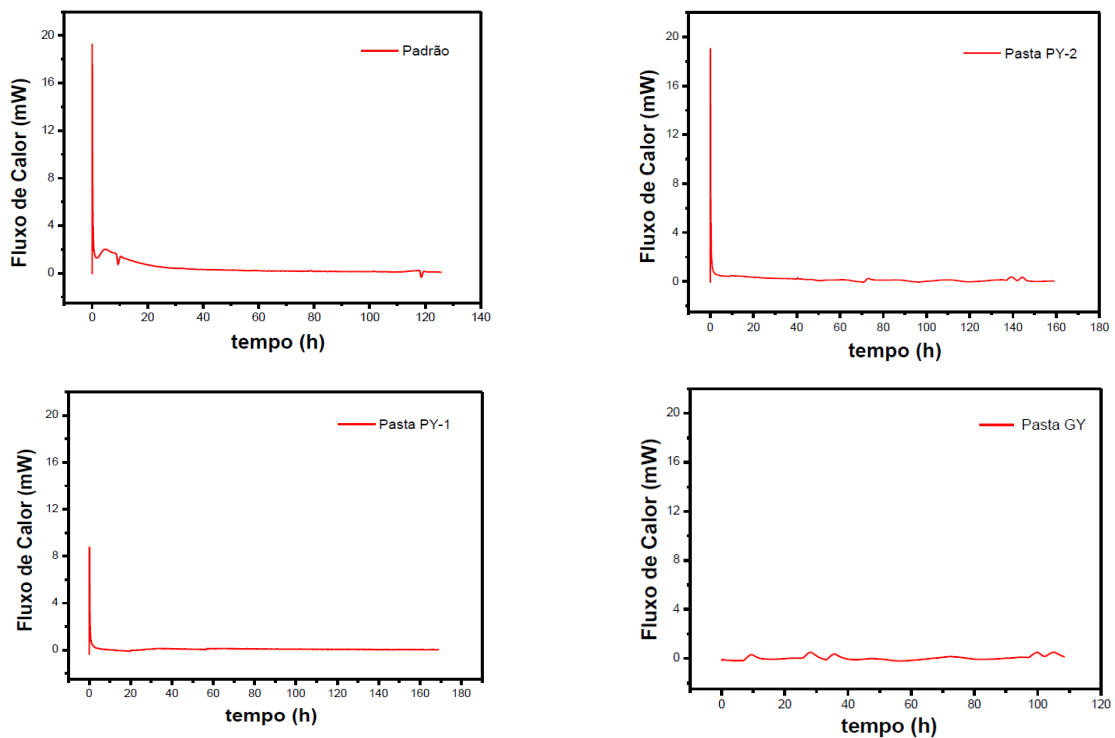 Padrão
Fluxo de Calor (mW)
20
16
12
8
4
0
0 20 40 60 80 100 120 140
tempo (h)
Pasta PY-2
Fluxo de Calor (mW)
20
16
12
8
4
0
0 20 40 60 80 100 120 140 160 180
tempo (h)
Pasta PY-1
Fluxo de Calor (mW)
20
16
12
8
4
0
0 20 40 60 80 100 120 140 160 180
tempo (h)
Pasta GY
Fluxo de Calor (mW)
20
16
12
8
4
0
0 20 40 60 80 100 120
tempo (h)